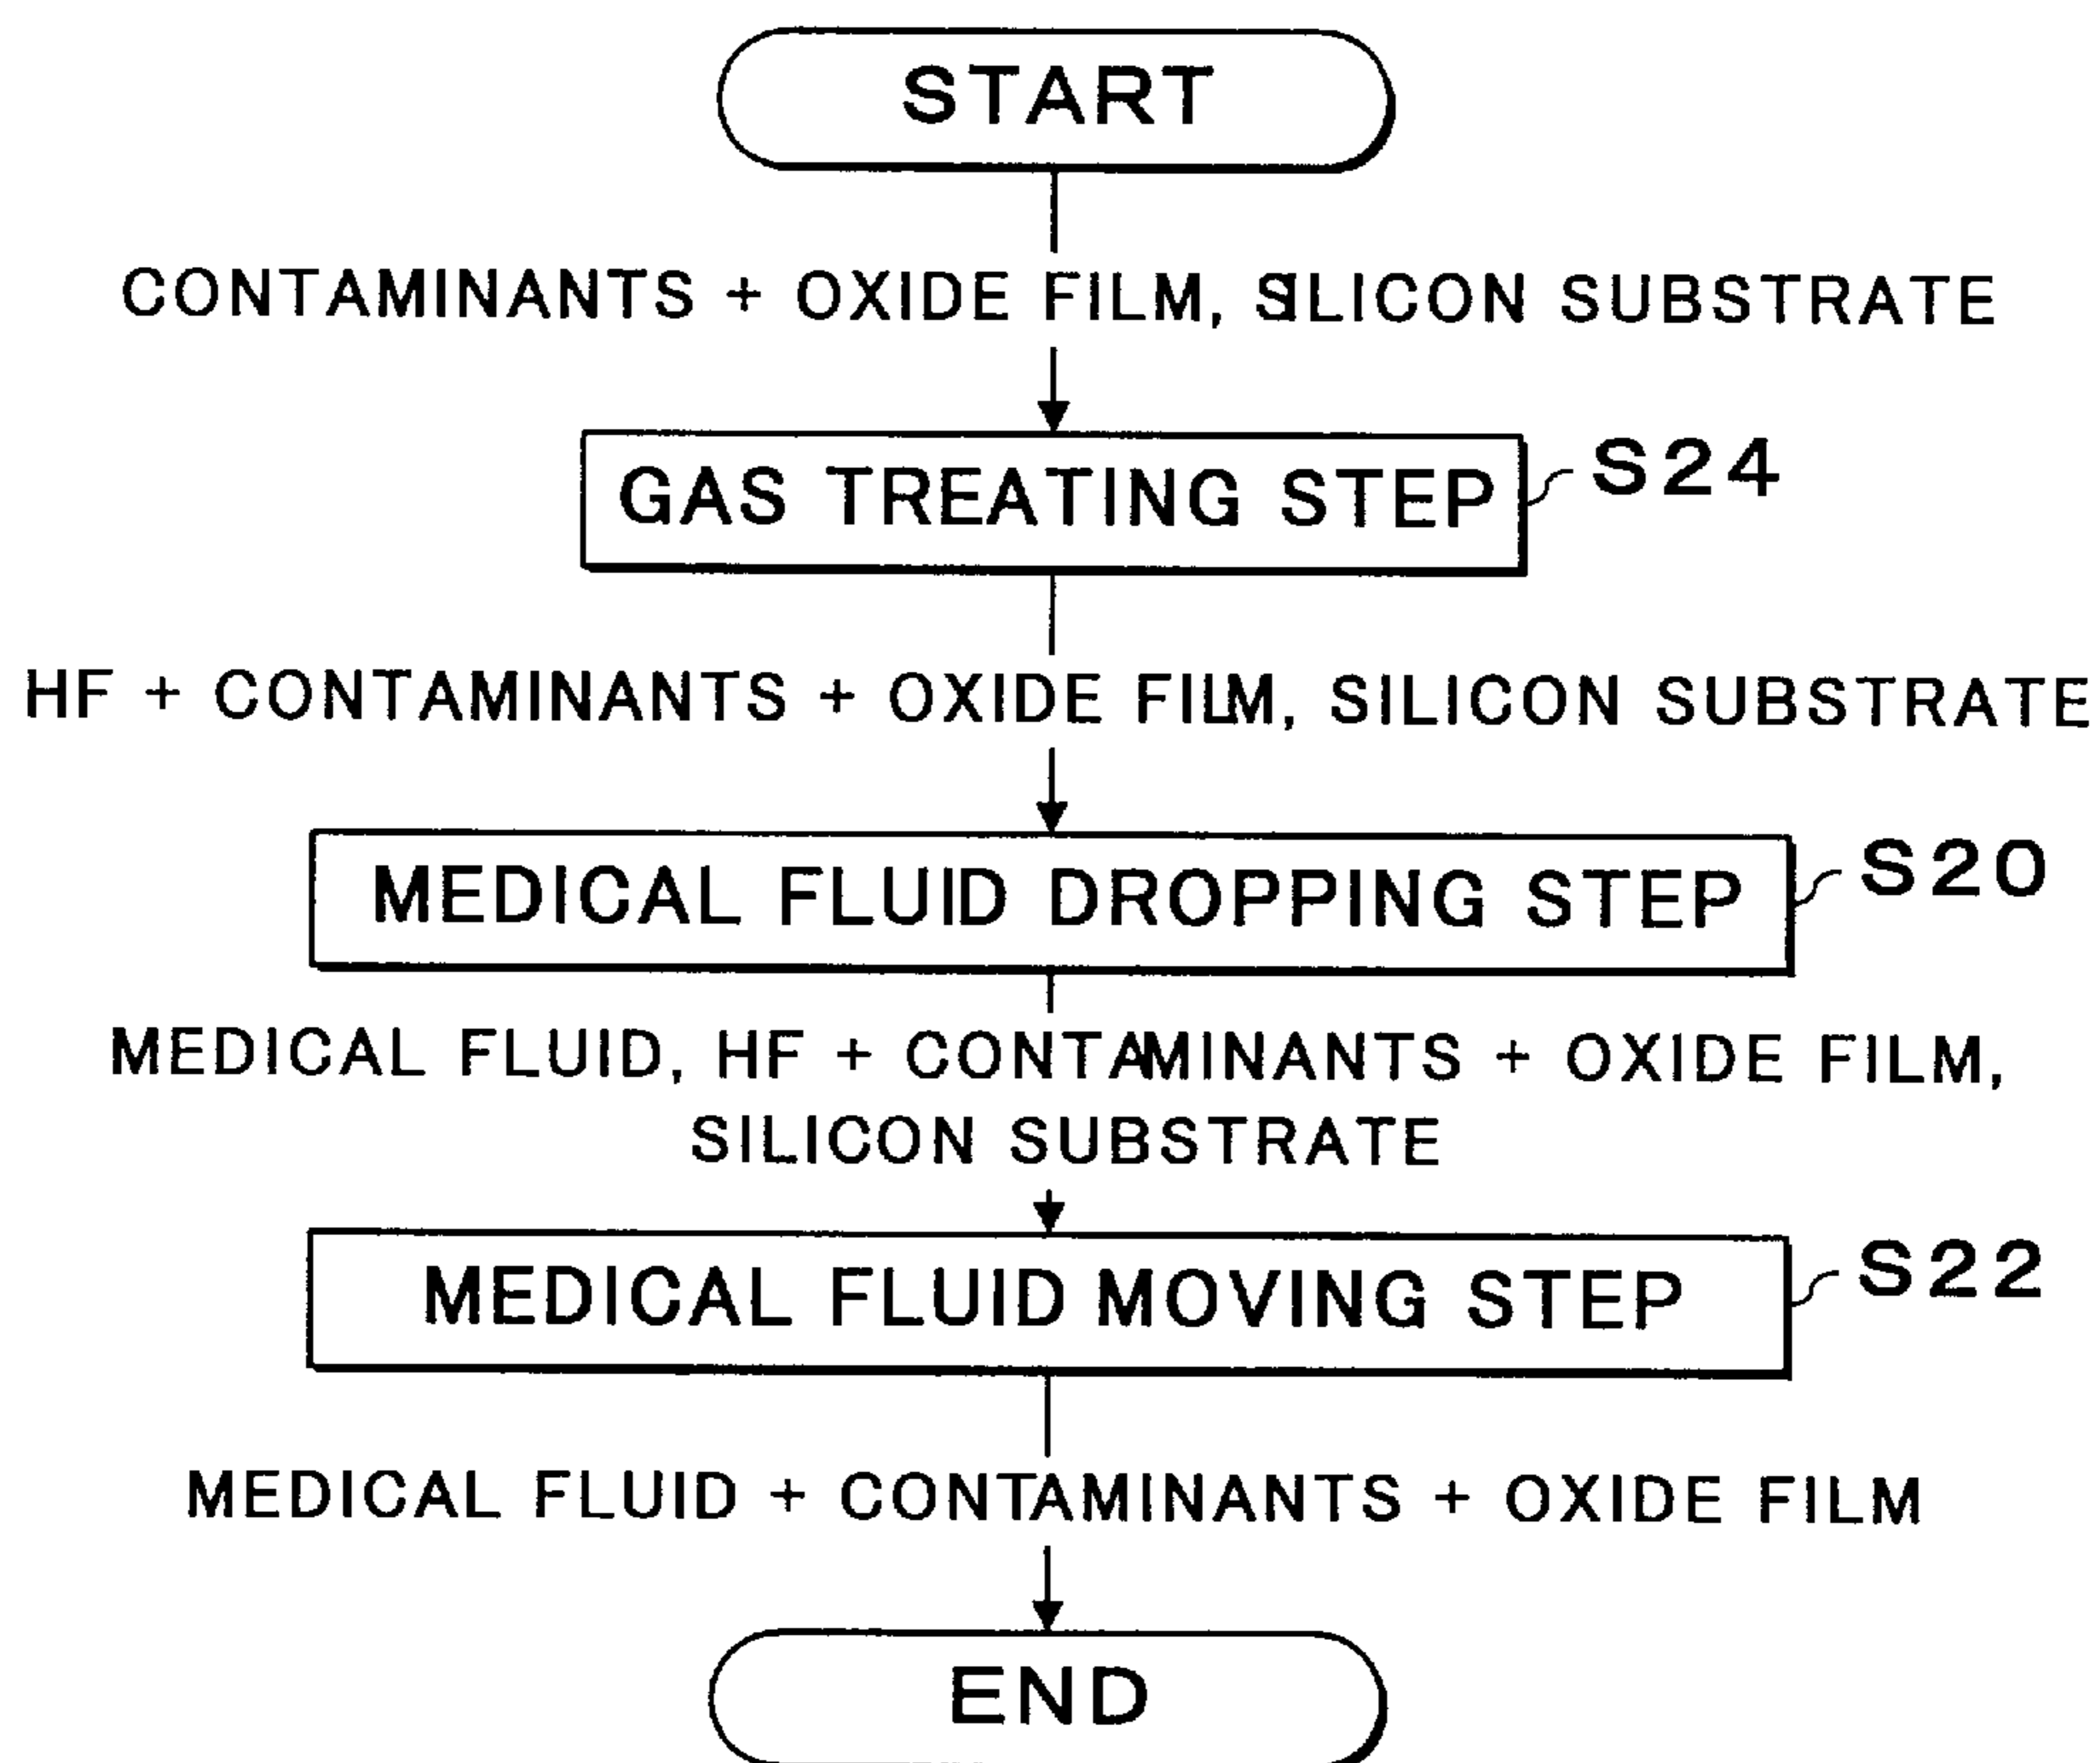 START
CONTAMINANTS + OXIDE FILM, SILICON SUBSTRATE
GAS TREATING STEP S24
HF + CONTAMINANTS + OXIDE FILM, SILICON SUBSTRATE
MEDICAL FLUID DROPPING STEP S20
MEDICAL FLUID, HF + CONTAMINANTS + OXIDE FILM,
SILICON SUBSTRATE
MEDICAL FLUID MOVING STEP S22
MEDICAL FLUID + CONTAMINANTS + OXIDE FILM
END